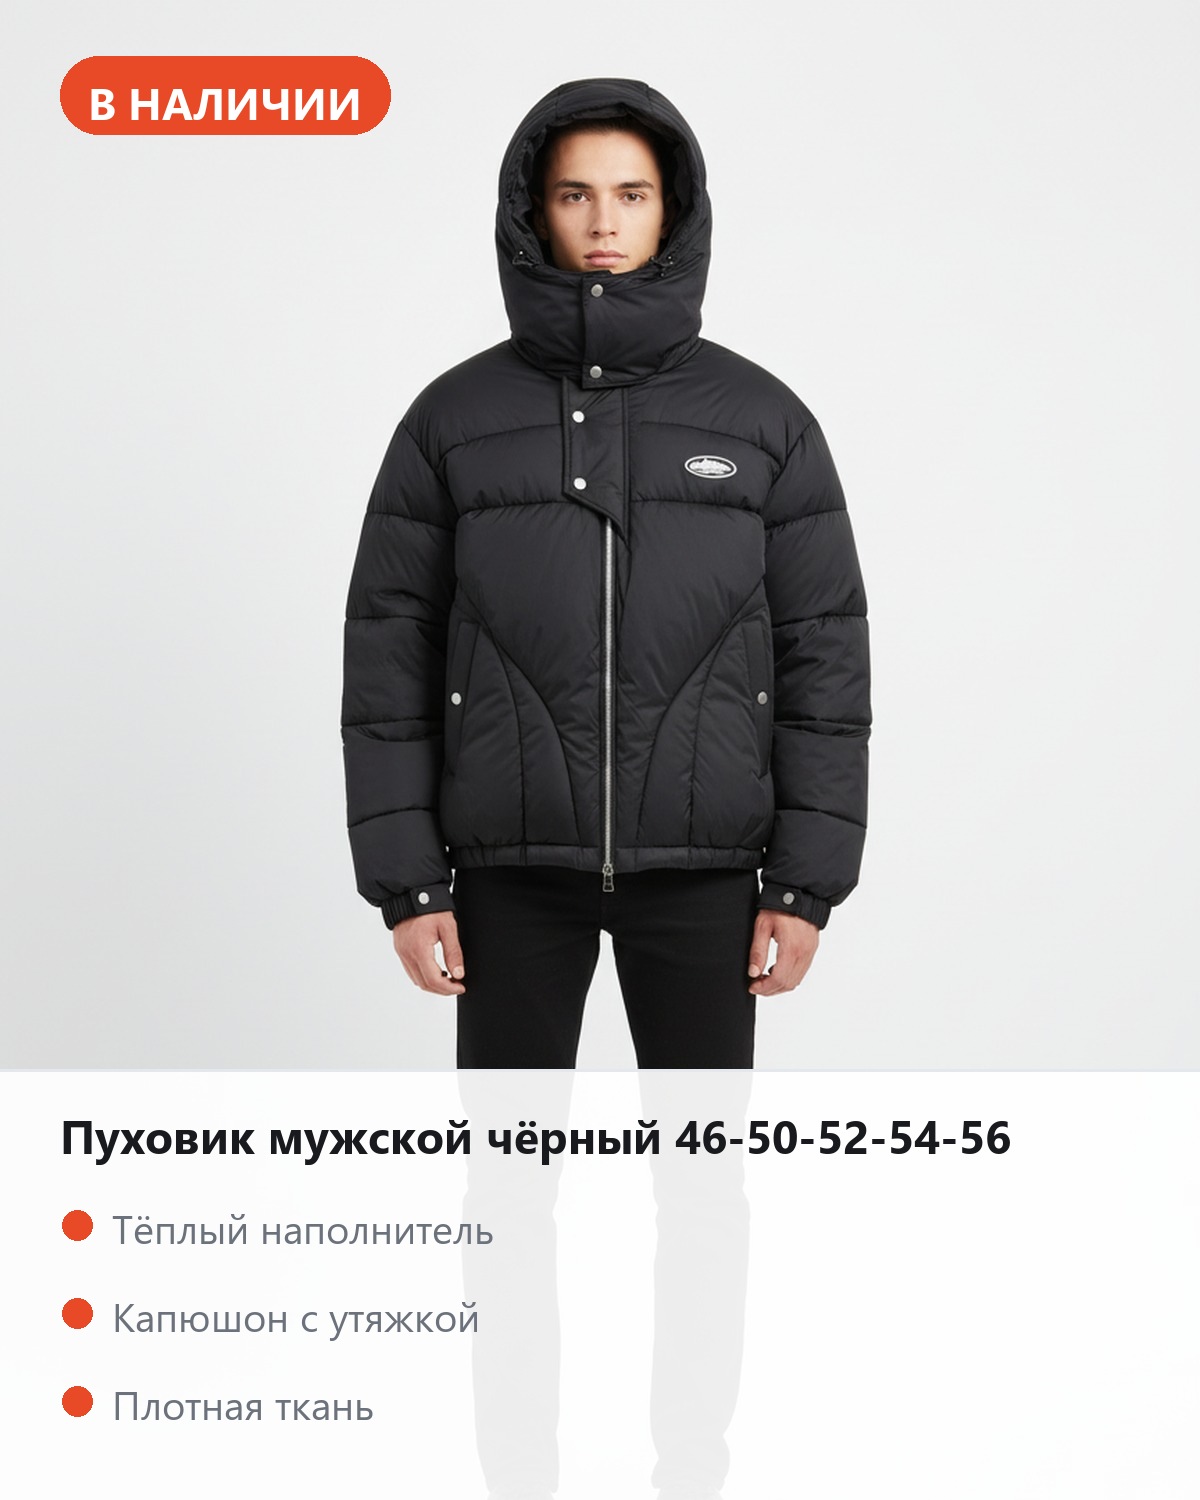 В НАЛИЧИИ
Пуховик мужской чёрный 46-50-52-54-56
Тёплый наполнитель
Капюшон с утяжкой
Плотная ткань